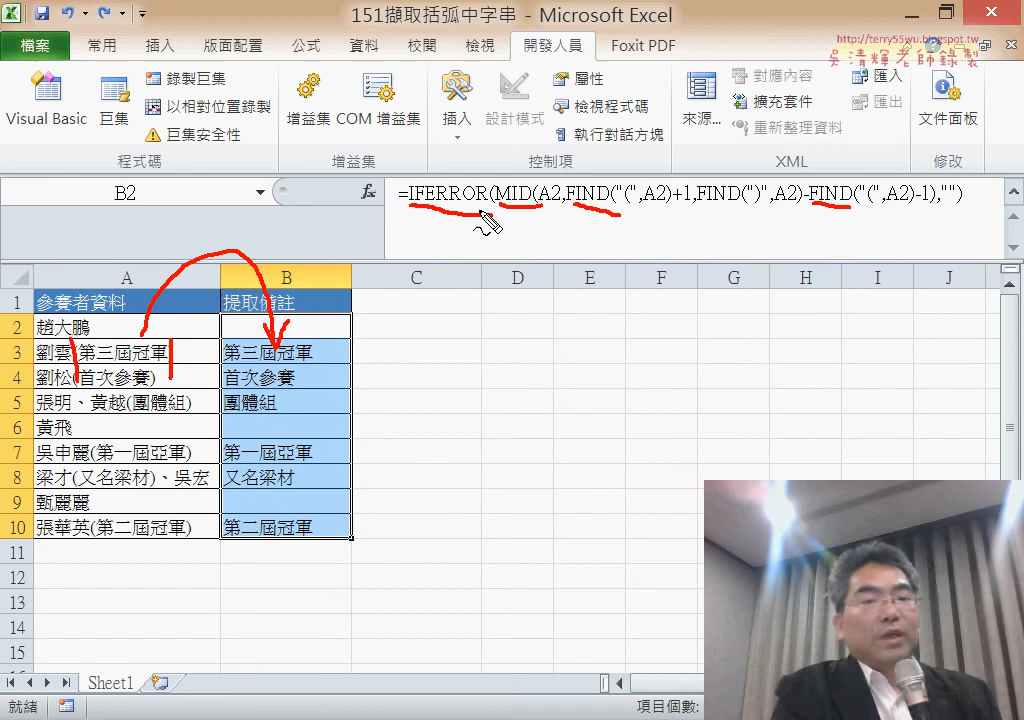 151擷取括弧中字串 - Microsoft Excel
http://terry55wu.blogspot.tw
吳清輝老師錄製
檔案 常用 插入 版面配置 公式 資料 校閱 檢視 開發人員 Foxit PDF
Visual Basic 巨集 錄製巨集 以相對位置錄製 巨集安全性
程式碼
增益集 COM 增益集
增益集
插入 設計模式 屬性 檢視程式碼 執行對話方塊
控制項
來源... 對應內容 擴充套件 重新整理資料 匯入 匯出
XML
文件面板
修改
B2 fx =IFERROR(MID(A2,FIND("(",A2)+1,FIND(")",A2)-FIND("(",A2)-1),"")
A B C D E F G H I J
1 參賽者資料 提取備註
2 趙大鵬
3 劉雲(第三屆冠軍) 第三屆冠軍
4 劉松(首次參賽) 首次參賽
5 張明、黃越(團體組) 團體組
6 黃飛
7 吳申麗(第一屆亞軍) 第一屆亞軍
8 梁才(又名梁材)、吳宏 又名梁材
9 甄麗麗
10 張華英(第二屆冠軍) 第二屆冠軍
11
12
13
14
15
Sheet1
就緒 項目個數: